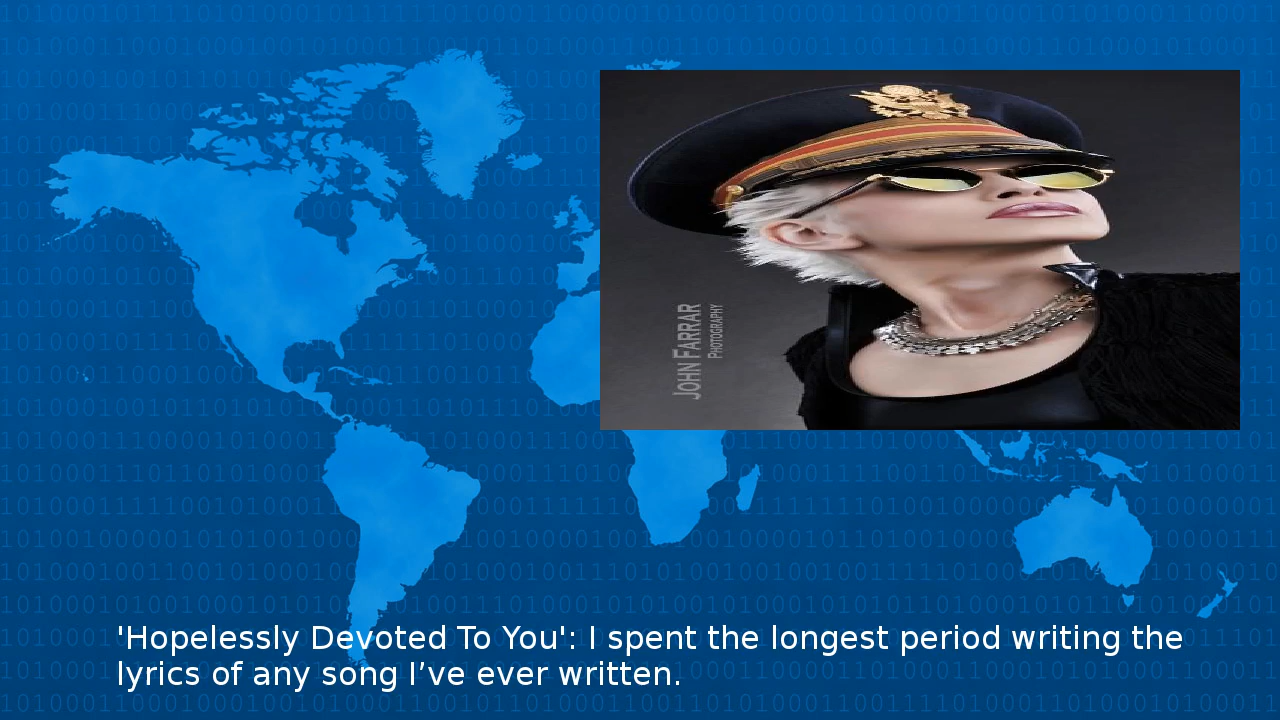 JOHN FARRAR
PHOTOGRAPHY
'Hopelessly Devoted To You': I spent the longest period writing the
lyrics of any song I’ve ever written.